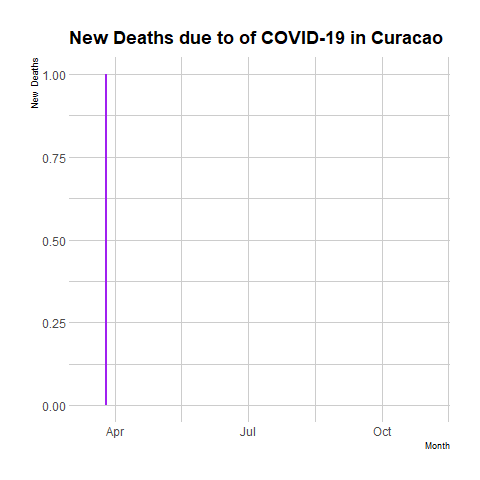 New Deaths due to of COVID-19 in Curacao
New Deaths
1.00
0.75
0.50
0.25
0.00
Apr Jul Oct
Month